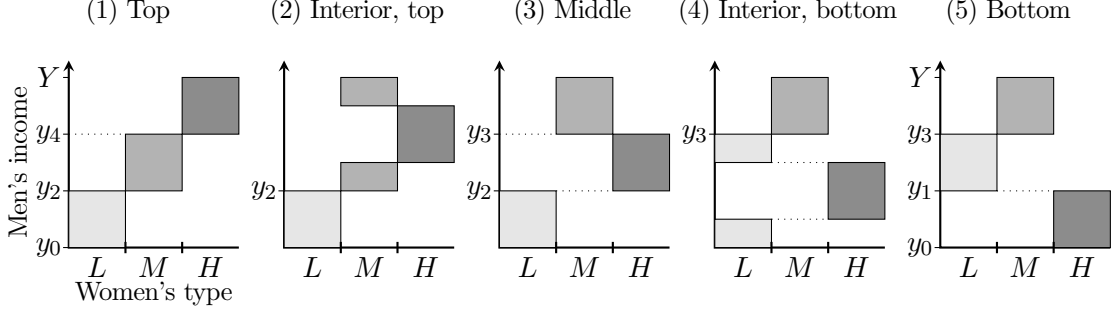 (1) Top
(2) Interior, top
(3) Middle
(4) Interior, bottom
(5) Bottom
Men's income
Y
y4
y2
y0
L M H
Women's type
y2
L M H
y3
y2
L M H
y3
L M H
Y
y3
y1
y0
L M H